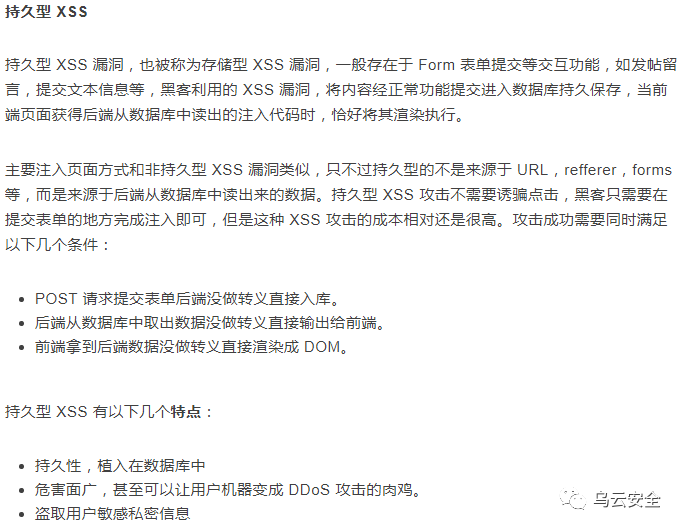 持久型 XSS
持久型 XSS 漏洞，也被称为存储型 XSS 漏洞，一般存在于 Form 表单提交等交互功能，如发帖留
言，提交文本信息等，黑客利用的 XSS 漏洞，将内容经正常功能提交进入数据库持久保存，当前
端页面获得后端从数据库中读出的注入代码时，恰好将其渲染执行。
主要注入页面方式和非持久型 XSS 漏洞类似，只不过持久型的不是来源于 URL，refferer，forms
等，而是来源于后端从数据库中读出来的数据。持久型 XSS 攻击不需要诱骗点击，黑客只需要在
提交表单的地方完成注入即可，但是这种 XSS 攻击的成本相对还是很高。攻击成功需要同时满足
以下几个条件：
• POST 请求提交表单后端没做转义直接入库。
• 后端从数据库中取出数据没做转义直接输出给前端。
• 前端拿到后端数据没做转义直接渲染成 DOM。
持久型 XSS 有以下几个特点：
• 持久性，植入在数据库中
• 危害面广，甚至可以让用户机器变成 DDoS 攻击的肉鸡。
• 盗取用户敏感私密信息
乌云安全